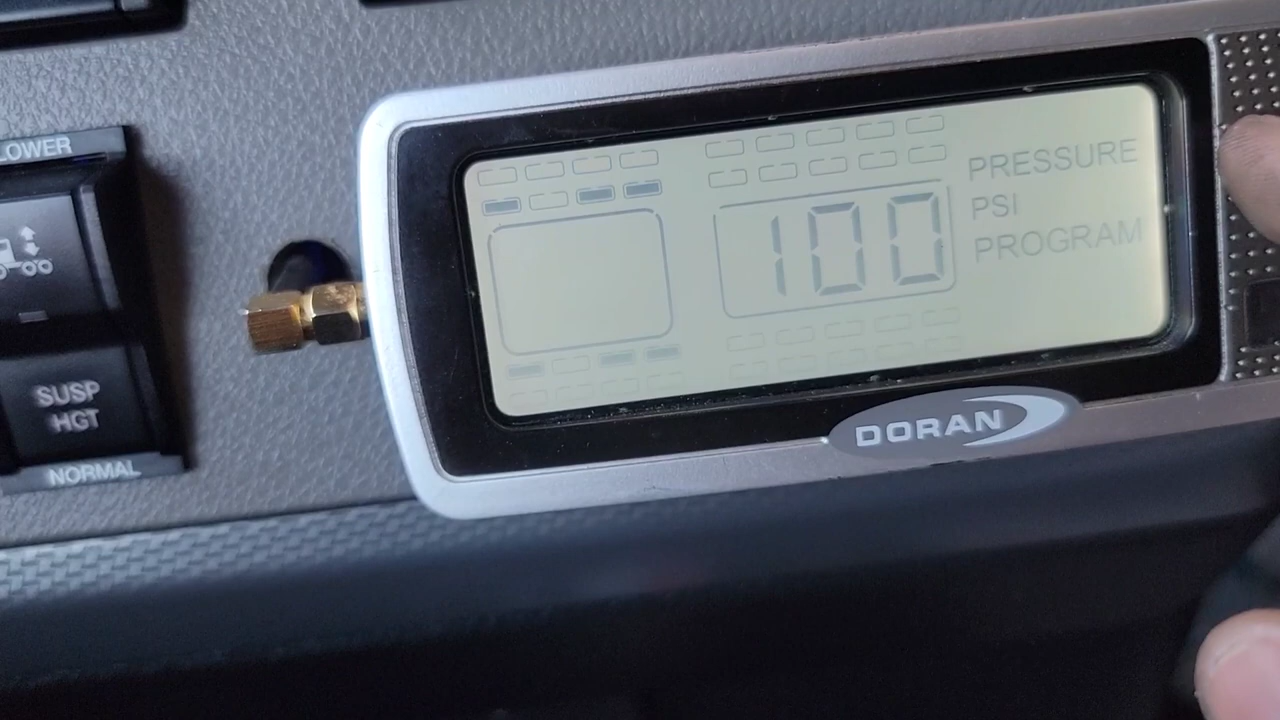 LOWER
SUSP
HGT
NORMAL
100
PRESSURE
PSI
PROGRAM
DORAN